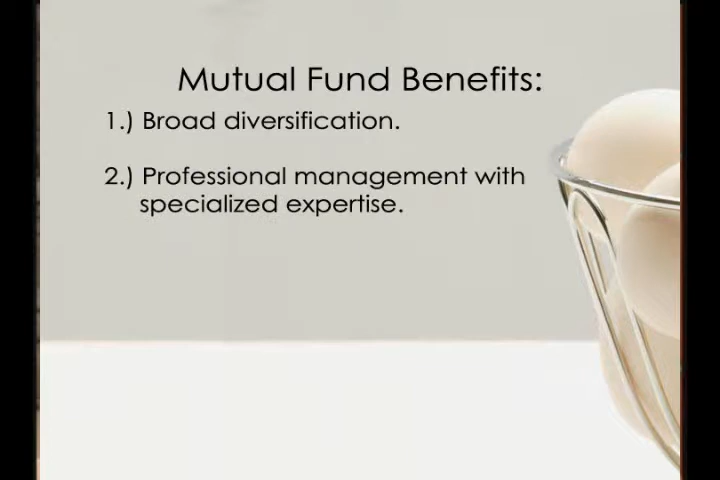 Mutual Fund Benefits:
1.) Broad diversification.
2.) Professional management with
specialized expertise.